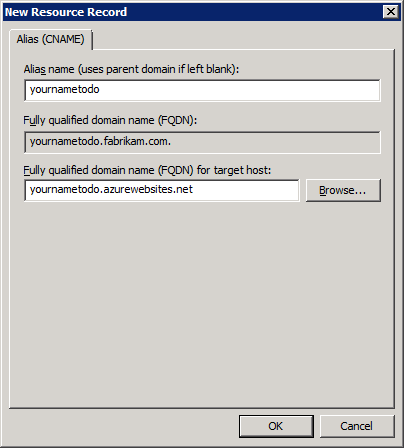 New Resource Record
Alias (CNAME)
Alias name (uses parent domain if left blank):
yournametodo
Fully qualified domain name (FQDN):
yournametodo.fabrikam.com.
Fully qualified domain name (FQDN) for target host:
yournametodo.azurewebsites.net
Browse...
OK
Cancel